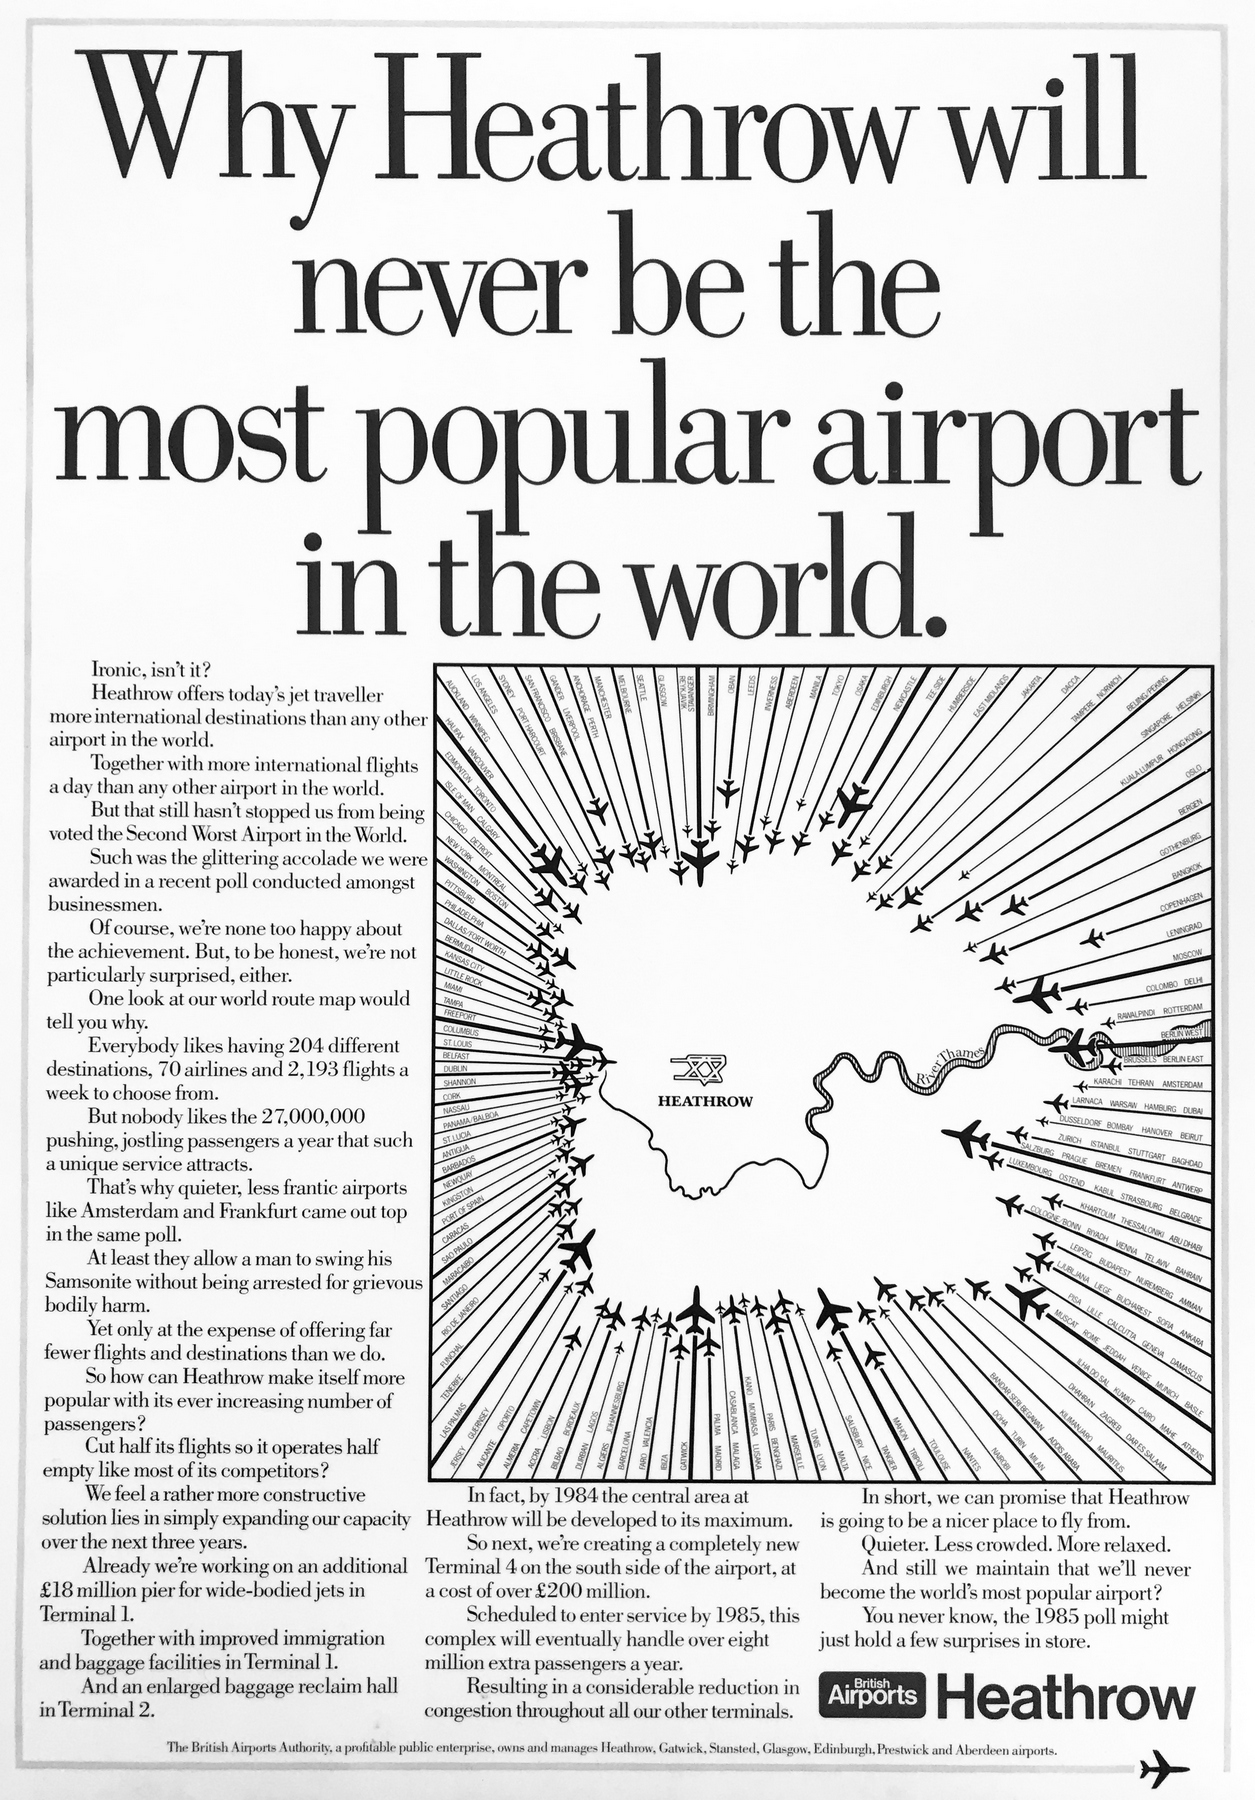 Why Heathrow will
never be the
most popular airport
in the world.
Ironic, isn't it?
Heathrow offers today's jet traveller
more international destinations than any other
airport in the world.
Together with more international flights
a day than any other airport in the world.
But that still hasn't stopped us from being
voted the Second Worst Airport in the World.
Such was the glittering accolade we were
awarded in a recent poll conducted amongst
businessmen.
Of course, we're none too happy about
the achievement. But, to be honest, we're not
particularly surprised, either.
One look at our world route map would
tell you why.
Everybody likes having 204 different
destinations, 70 airlines and 2,193 flights a
week to choose from.
But nobody likes the 27,000,000
pushing, jostling passengers a year that such
a unique service attracts.
That's why quieter, less frantic airports
like Amsterdam and Frankfurt came out top
in the same poll.
At least they allow a man to swing his
Samsonite without being arrested for grievous
bodily harm.
Yet only at the expense of offering far
fewer flights and destinations than we do.
So how can Heathrow make itself more
popular with its ever increasing number of
passengers?
Cut half its flights so it operates half
empty like most of its competitors?
We feel a rather more constructive
solution lies in simply expanding our capacity
over the next three years.
Already we're working on an additional
£18 million pier for wide-bodied jets in
Terminal 1.
Together with improved immigration
and baggage facilities in Terminal 1.
And an enlarged baggage reclaim hall
in Terminal 2.
AUCKLAND WINNIPEG
LOS ANGELES
SYDNEY
PORT HARCOURT
SAN FRANCISCO
BRISBANE
GANDER
LIVERPOOL
ANCHORAGE PERTH
MANCHESTER
MELBOURNE
SEATTLE
GLASGOW
REYKJAVIK
STAVANGER
BIRMINGHAM
OBAN
LEEDS
INVERNESS
ABERDEEN
MANILA
TOKYO
OSAKA
EDINBURGH
NEWCASTLE
TEE-SIDE
HUMBERSIDE
EAST MIDLANDS
JAKARTA
DACCA
TAMPERE NORWICH
BEIJING/PEKING
SINGAPORE HELSINKI
KUALA LUMPUR HONG KONG
OSLO
BERGEN
GOTHENBURG
BANGKOK
COPENHAGEN
LENINGRAD
MOSCOW
COLOMBO DELHI
RAWALPINDI ROTTERDAM
BERLIN WEST
BRUSSELS BERLIN EAST
KARACHI TEHRAN AMSTERDAM
LARNACA WARSAW HAMBURG DUBAI
DUSSELDORF BOMBAY HANOVER BEIRUT
ZURICH ISTANBUL STUTTGART BAGHDAD
SALZBURG PRAGUE BREMEN FRANKFURT ANTWERP
LUXEMBOURG OSTEND KABUL STRASBOURG BELGRADE
KHARTOUM THESSALONIKI ABU DHABI
COLOGNE/BONN RIYADH VIENNA TEL AVIV BAHRAIN
LEIPZIG BUDAPEST NUREMBERG AMMAN
LJUBLJANA LIEGE BUCHAREST SOFIA ANKARA
PISA LILLE CALCUTTA GENEVA DAMASCUS
MUSCAT ROME JEDDAH VENICE MUNICH BASLE
ILHA DO SAL KUWAIT CAIRO MAHE ATHENS
DHAHRAN ZAGREB DAR ES SALAAM
KILIMANJARO MAURITIUS
BANDAR SERI BEGAWAN ADDIS ABABA
DOHA TURIN MILAN
NAIROBI
NANTES
TOULOUSE
MAHON TRIPOLI
TANGIER
SALISBURY NICE
MALTA
TUNIS LYON
MARSEILLE
PARIS BENGHAZI
KANO MOMBASA LUSAKA
CASABLANCA MALAGA
PALMA MADRID
GATWICK
IBIZA
FARO VALENCIA
BARCELONA
ALGIERS JOHANNESBURG
DURBAN LAGOS
BILBAO BORDEAUX
ACCRA LISBON
ALMERIA CAPETOWN
ALICANTE OPORTO
JERSEY GUERNSEY
LAS PALMAS
TENERIFE
FUNCHAL
RIO DE JANEIRO
SANTIAGO
MARACAIBO
SAO PAULO
CARACAS
PORT OF SPAIN
KINGSTON
NEWQUAY
BARBADOS
ANTIGUA
ST. LUCIA
PANAMA/BALBOA
NASSAU
CORK
SHANNON
DUBLIN
BELFAST
ST. LOUIS
COLUMBUS
FREEPORT
TAMPA
MIAMI
LITTLE ROCK
KANSAS CITY
BERMUDA
DALLAS/FORT WORTH
PHILADELPHIA
PITTSBURG
WASHINGTON BOSTON
NEW YORK MONTREAL
CHICAGO DETROIT
ISLE OF MAN CALGARY
EDMONTON TORONTO
HALIFAX VANCOUVER
HEATHROW
River Thames
In fact, by 1984 the central area at
Heathrow will be developed to its maximum.
So next, we're creating a completely new
Terminal 4 on the south side of the airport, at
a cost of over £200 million.
Scheduled to enter service by 1985, this
complex will eventually handle over eight
million extra passengers a year.
Resulting in a considerable reduction in
congestion throughout all our other terminals.
In short, we can promise that Heathrow
is going to be a nicer place to fly from.
Quieter. Less crowded. More relaxed.
And still we maintain that we'll never
become the world's most popular airport?
You never know, the 1985 poll might
just hold a few surprises in store.
British
Airports
Heathrow
The British Airports Authority, a profitable public enterprise, owns and manages Heathrow, Gatwick, Stansted, Glasgow, Edinburgh, Prestwick and Aberdeen airports.